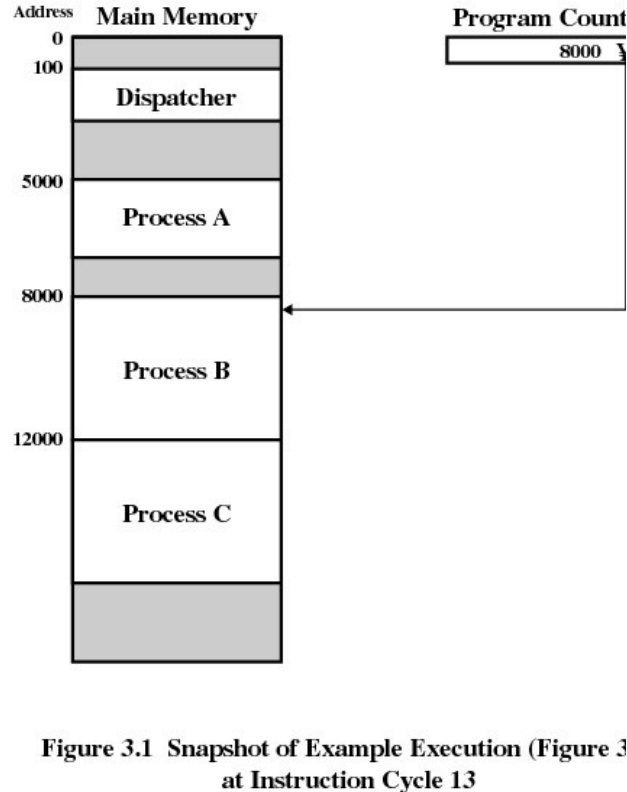 Address
Main Memory
Program Count
0
8000 ¥
100
Dispatcher
5000
Process A
8000
Process B
12000
Process C
Figure 3.1 Snapshot of Example Execution (Figure 3
at Instruction Cycle 13